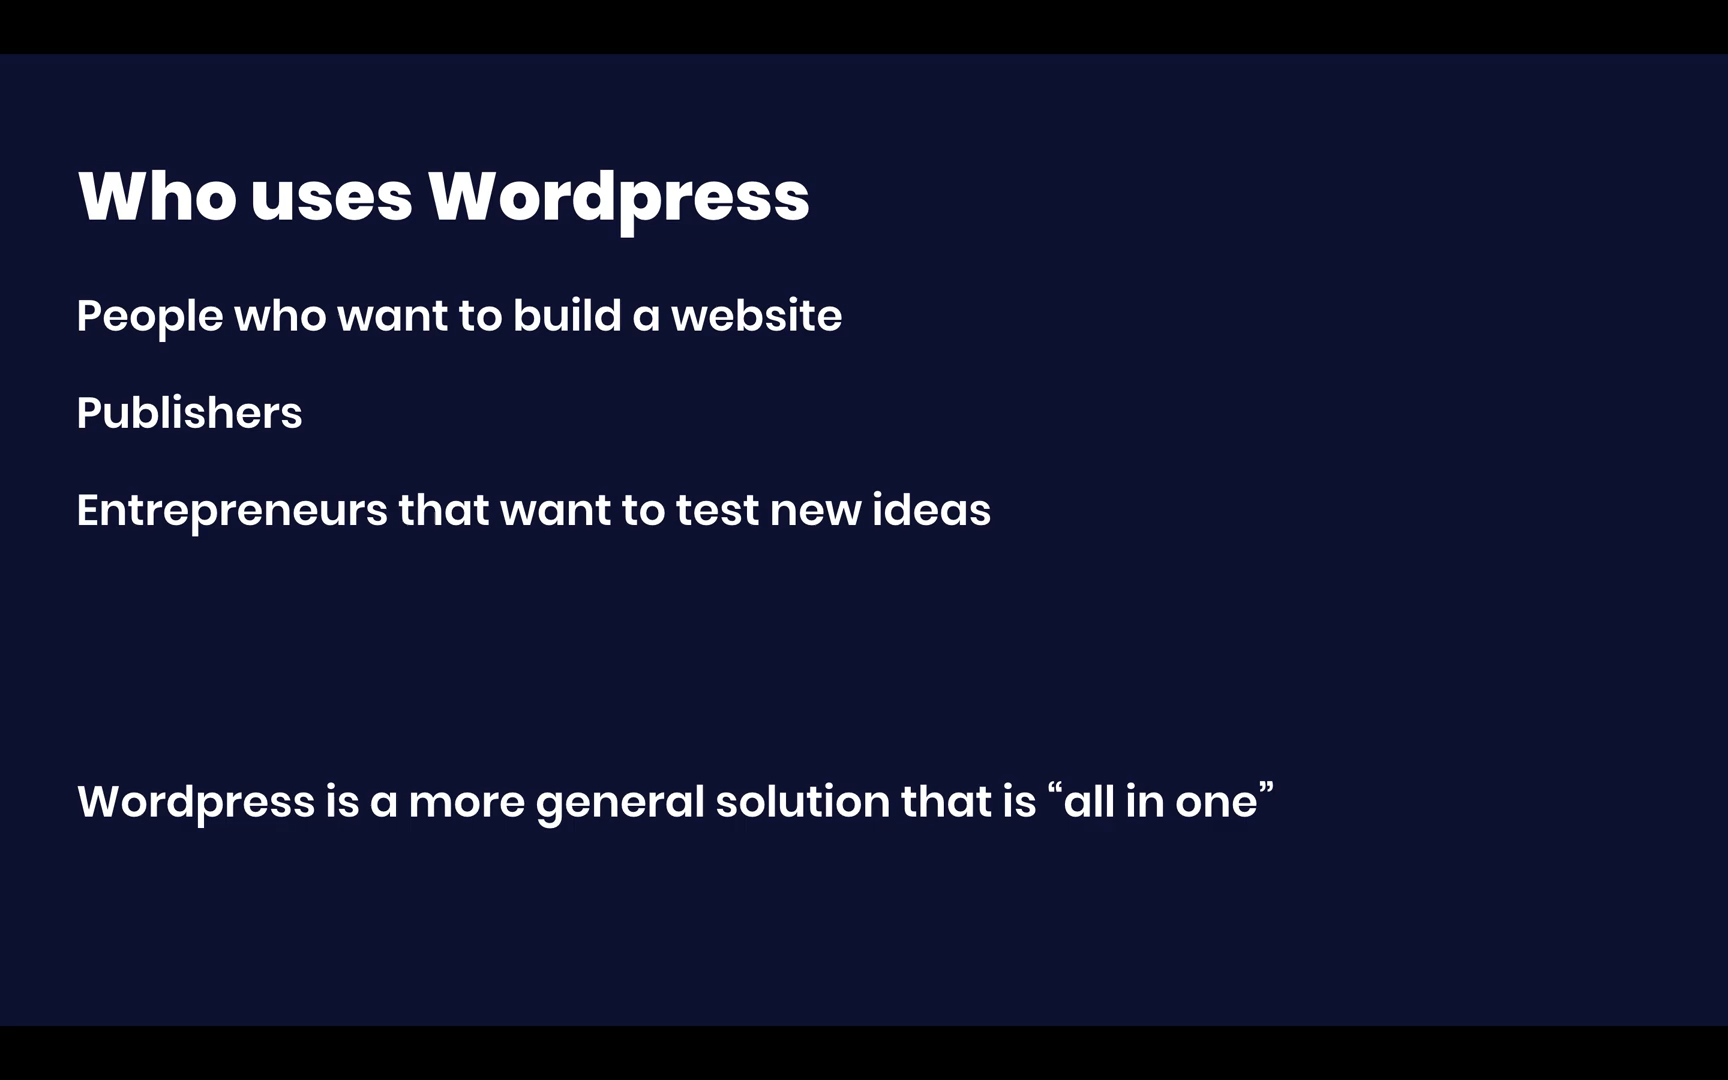 Who uses Wordpress
People who want to build a website
Publishers
Entrepreneurs that want to test new ideas
Wordpress is a more general solution that is “all in one”